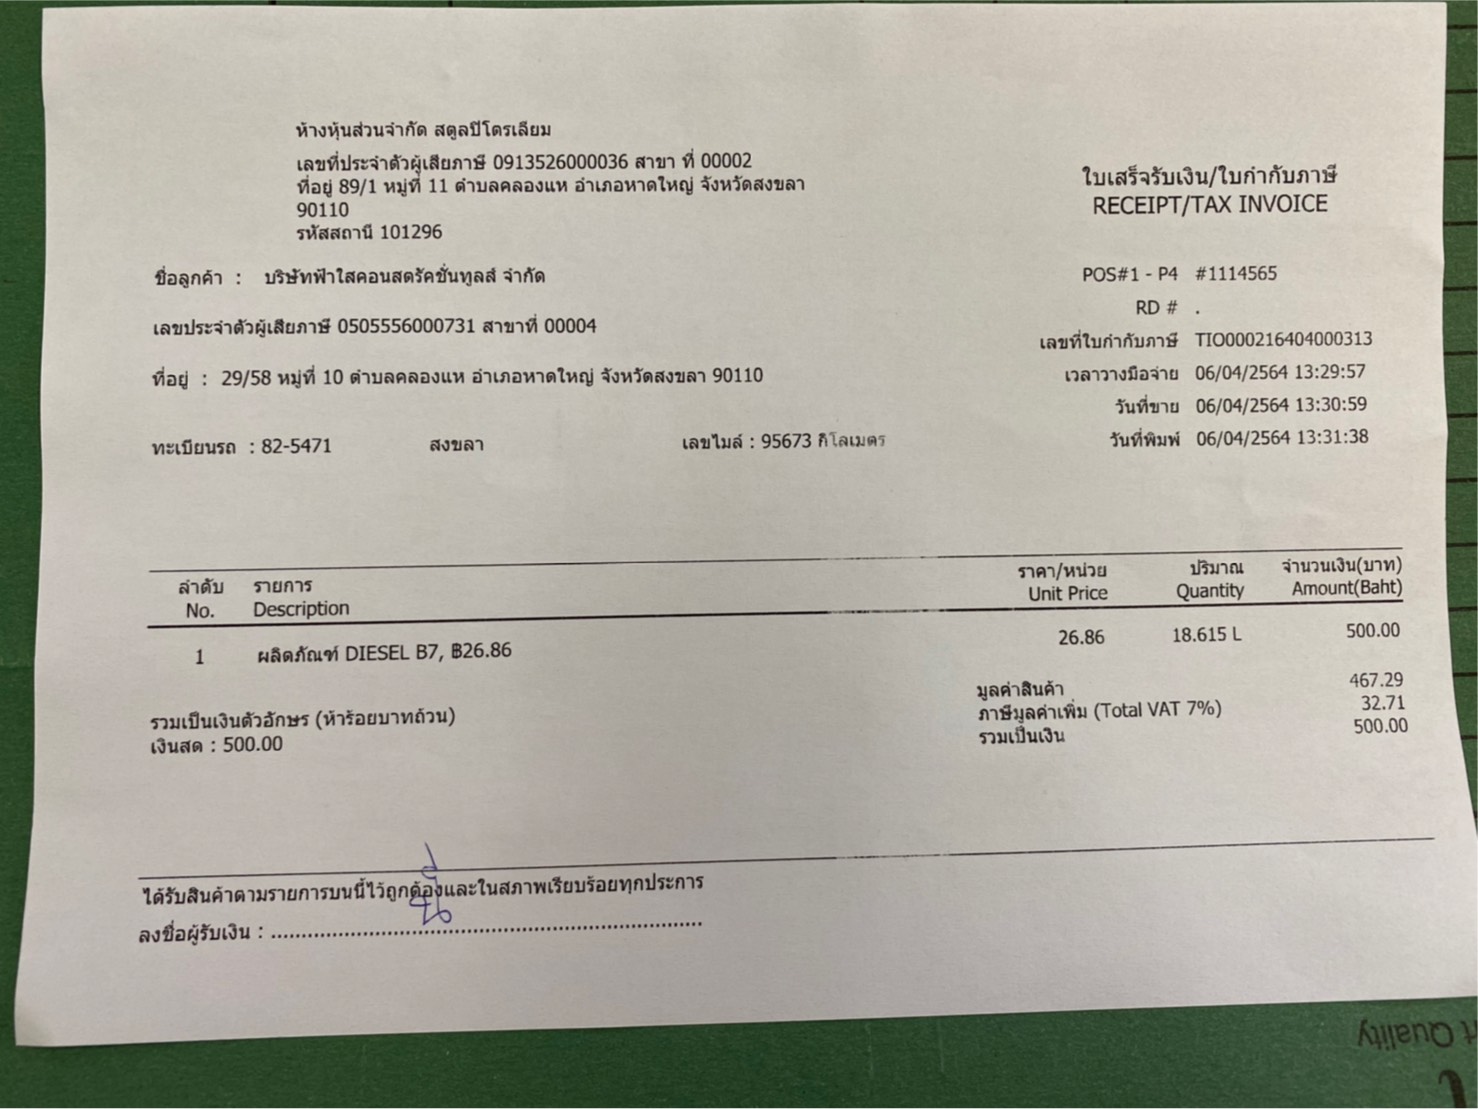 ห้างหุ้นส่วนจำกัด สตูลปิโตรเลียม
เลขที่ประจำตัวผู้เสียภาษี 0913526000036 สาขา ที่ 00002
ที่อยู่ 89/1 หมู่ที่ 11 ตำบลคลองแห อำเภอหาดใหญ่ จังหวัดสงขลา
90110
รหัสสถานี 101296
ใบเสร็จรับเงิน/ใบกำกับภาษี
RECEIPT/TAX INVOICE
ชื่อลูกค้า : บริษัทฟ้าใสคอนสตรัคชั่นทูลส์ จำกัด
POS#1 - P4 #1114565
RD # .
เลขประจำตัวผู้เสียภาษี 0505556000731 สาขาที่ 00004
เลขที่ใบกำกับภาษี TIO000216404000313
ที่อยู่ : 29/58 หมู่ที่ 10 ตำบลคลองแห อำเภอหาดใหญ่ จังหวัดสงขลา 90110
เวลาวางมือจ่าย 06/04/2564 13:29:57
วันที่ขาย 06/04/2564 13:30:59
ทะเบียนรถ : 82-5471 สงขลา เลขไมล์ : 95673 กิโลเมตร
วันที่พิมพ์ 06/04/2564 13:31:38
ลำดับ รายการ ราคา/หน่วย ปริมาณ จำนวนเงิน(บาท)
No. Description Unit Price Quantity Amount(Baht)
1 ผลิตภัณฑ์ DIESEL B7, ฿26.86 26.86 18.615 L 500.00
มูลค่าสินค้า 467.29
รวมเป็นเงินตัวอักษร (ห้าร้อยบาทถ้วน) ภาษีมูลค่าเพิ่ม (Total VAT 7%) 32.71
เงินสด : 500.00 รวมเป็นเงิน 500.00
ได้รับสินค้าตามรายการบนนี้ไว้ถูกต้องและในสภาพเรียบร้อยทุกประการ
ลงชื่อผู้รับเงิน : ........................................................................
Quality